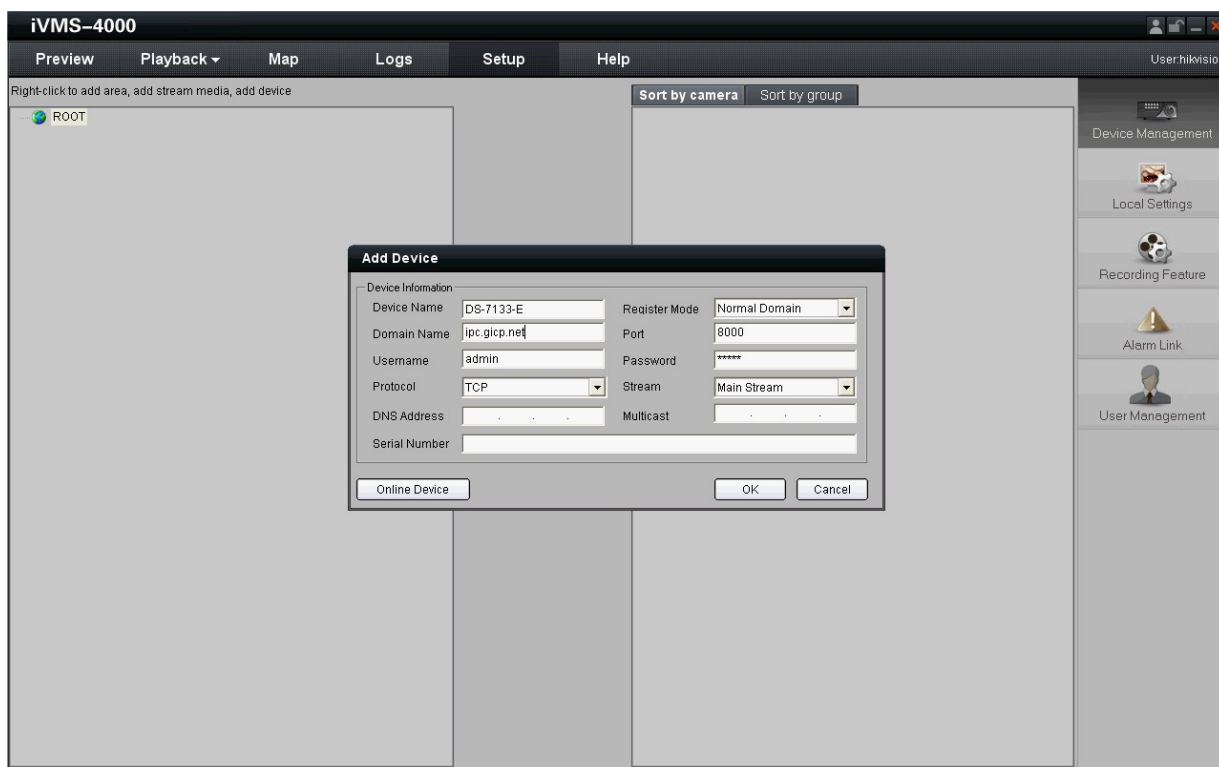 iVMS-4000
Preview Playback Map Logs Setup Help User:hikvisio
Right-click to add area, add stream media, add device
ROOT
Sort by camera Sort by group
Device Management
Local Settings
Recording Feature
Alarm Link
User Management
Add Device
Device Information
Device Name DS-7133-E Register Mode Normal Domain
Domain Name ipc.gicp.net Port 8000
Username admin Password *****
Protocol TCP Stream Main Stream
DNS Address . . . Multicast . . .
Serial Number
Online Device OK Cancel